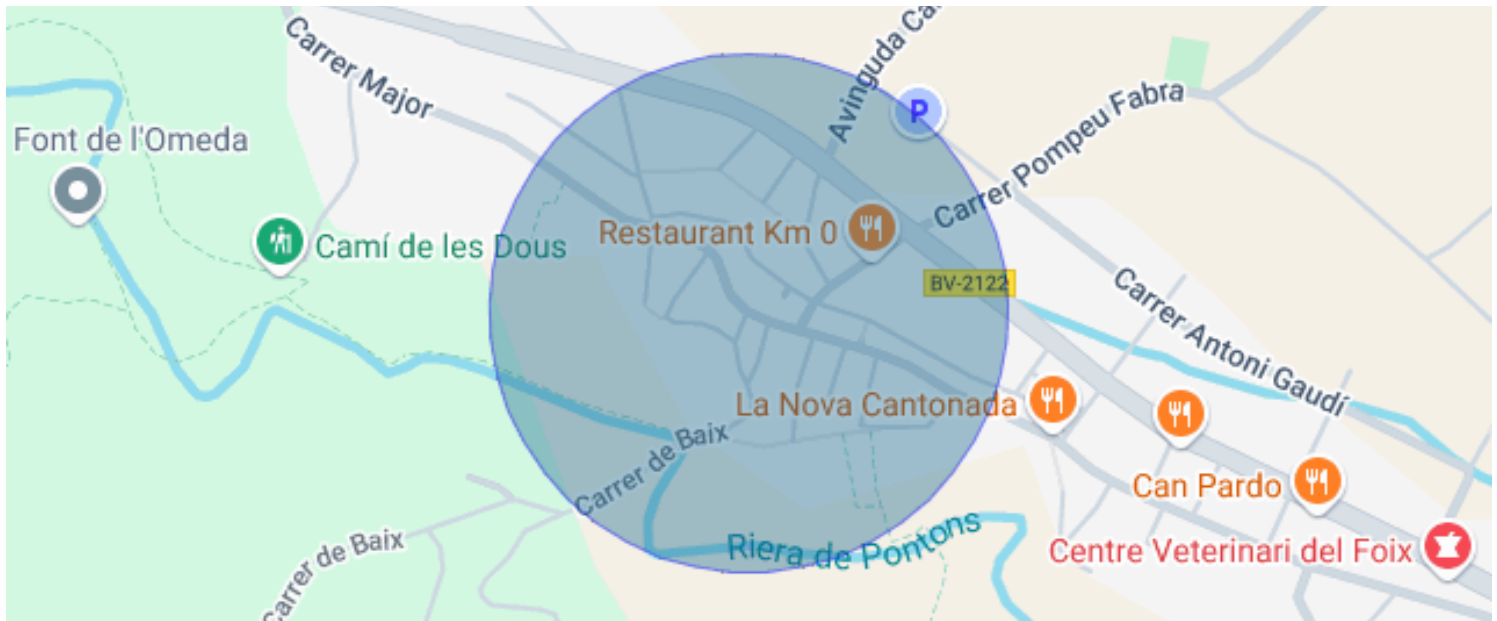 Carrer Major
Avinguda Ca
P
Carrer Pompeu Fabra
Font de l'Omeda
Camí de les Dous
Restaurant Km 0
BV-2122
Carrer Antoni Gaudí
La Nova Cantonada
Carrer de Baix
Can Pardo
Riera de Pontons
Carrer de Baix
Centre Veterinari del Foix